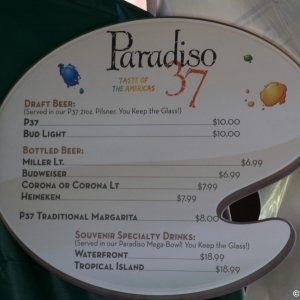 Paradiso
37
TASTE OF
THE AMERICAS
DRAFT BEER:
(Served in our P37 21oz. Pilsner. You Keep the Glass!)
P37 $10.00
BUD LIGHT $10.00
BOTTLED BEER:
MILLER LT. $6.99
BUDWEISER $6.99
CORONA OR CORONA LT $7.99
HEINEKEN $7.99
P37 TRADITIONAL MARGARITA $8.00
SOUVENIR SPECIALTY DRINKS:
(Served in our Paradiso Mega-Bowl! You Keep the Glass!)
WATERFRONT $18.99
TROPICAL ISLAND $18.99